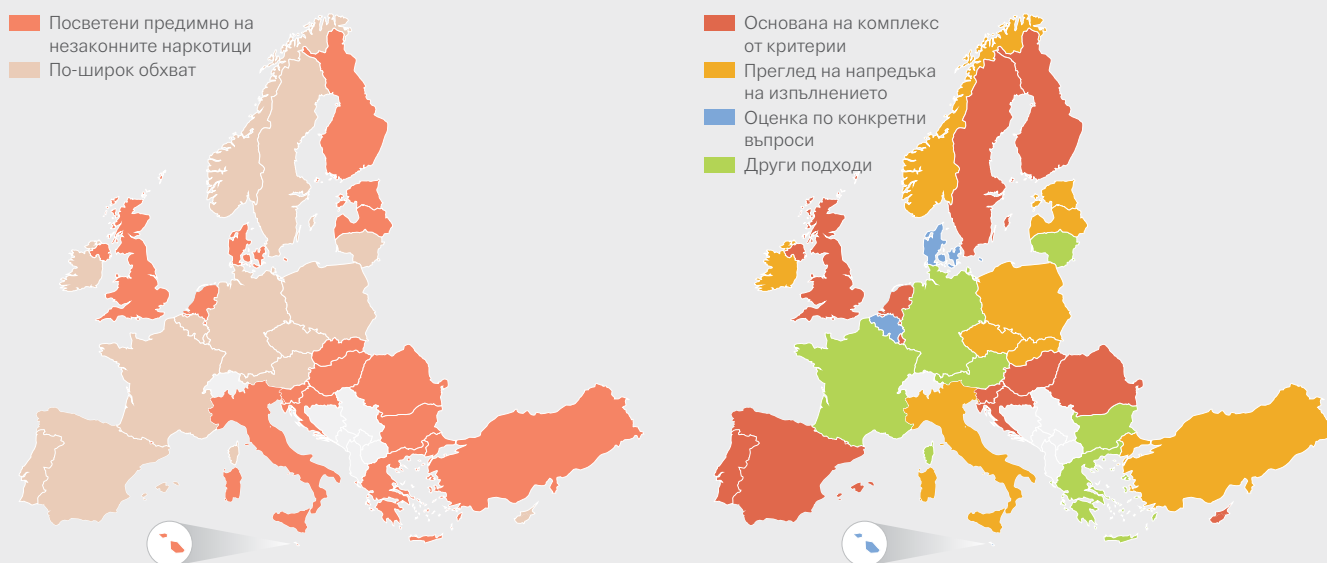 Посветени предимно на
незаконните наркотици
По-широк обхват
Основана на комплекс
от критерии
Преглед на напредъка
на изпълнението
Оценка по конкретни
въпроси
Други подходи